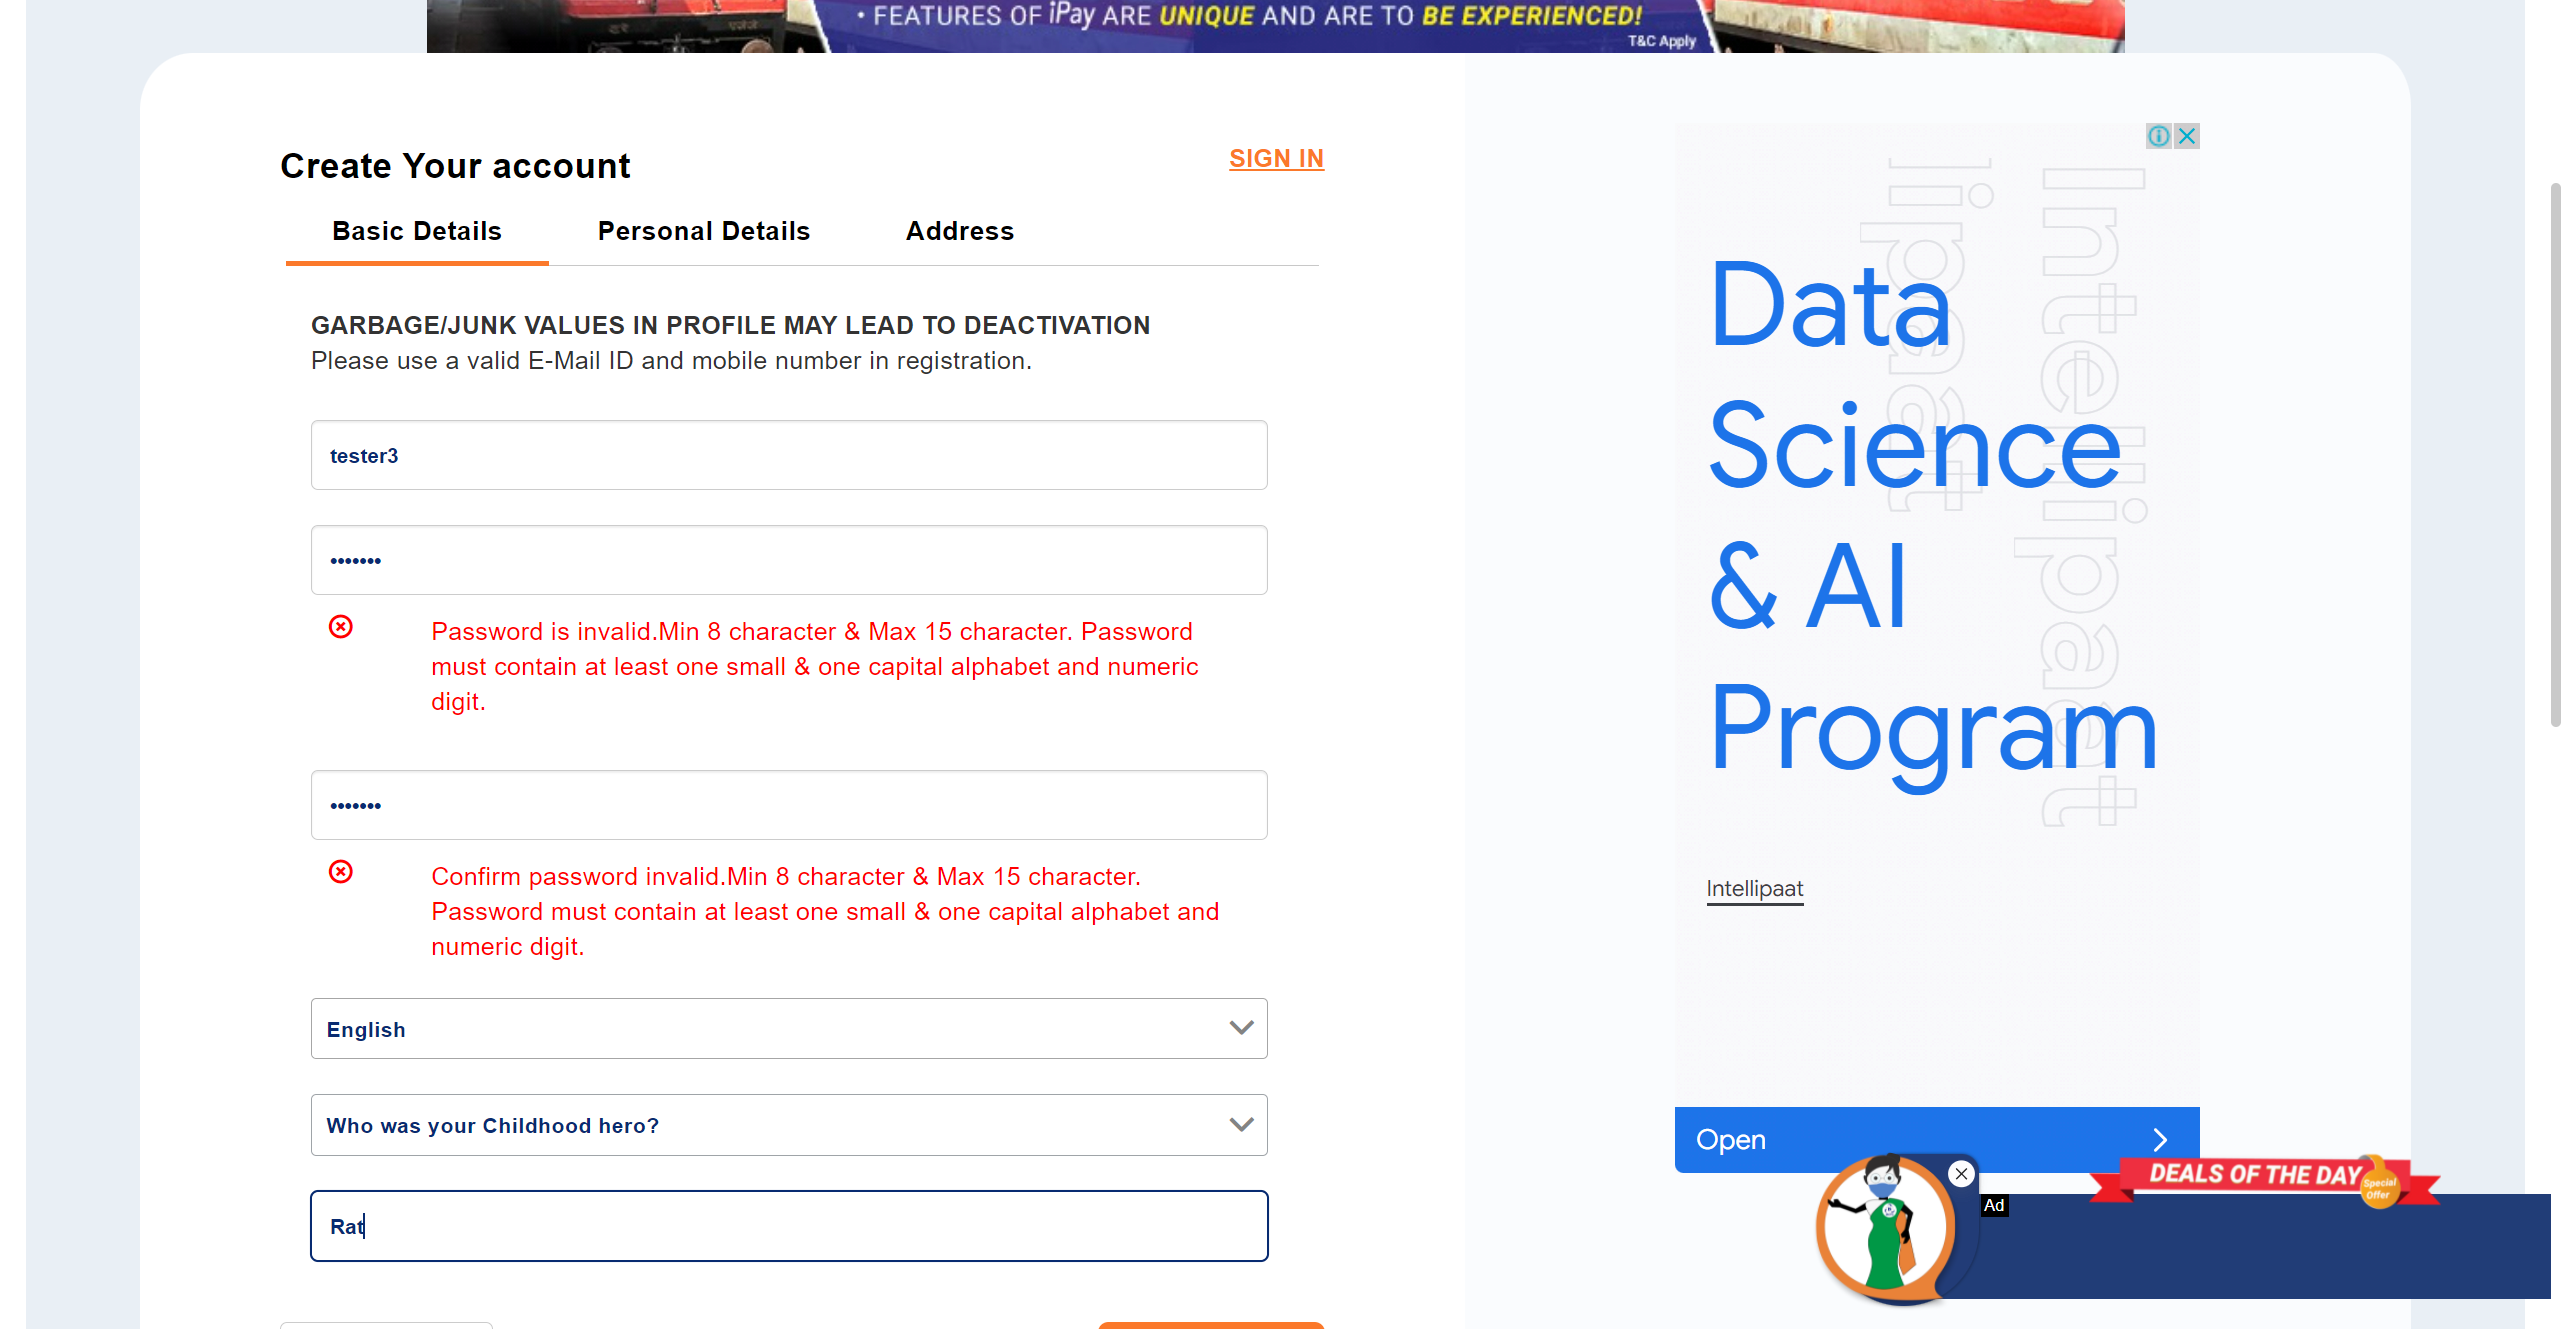 • FEATURES OF iPay ARE UNIQUE AND ARE TO BE EXPERIENCED!
T&C Apply
Create Your account
SIGN IN
Basic Details
Personal Details
Address
GARBAGE/JUNK VALUES IN PROFILE MAY LEAD TO DEACTIVATION
Please use a valid E-Mail ID and mobile number in registration.
tester3
•••••••
Password is invalid.Min 8 character & Max 15 character. Password
must contain at least one small & one capital alphabet and numeric
digit.
•••••••
Confirm password invalid.Min 8 character & Max 15 character.
Password must contain at least one small & one capital alphabet and
numeric digit.
English
Who was your Childhood hero?
Rat
Intellipaat
lipaat
Data
Science
& AI
Program
Intellipaat
Open
DEALS OF THE DAY
Special
Offer
Ad